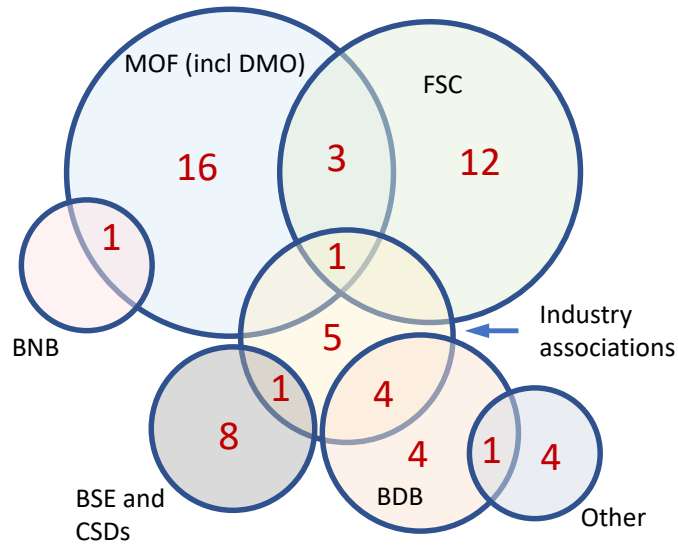 MOF (incl DMO)
FSC
16
3
12
1
1
BNB
5
Industry
associations
1
4
8
4
1
4
BSE and
CSDs
BDB
Other